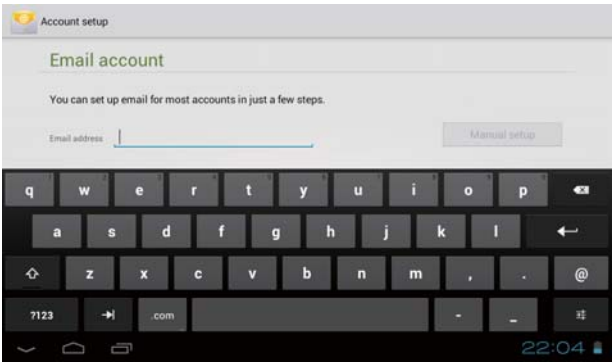 Account setup
Email account
You can set up email for most accounts in just a few steps.
Email address
Manual setup
q w e r t y u i o p
a s d f g h j k l
z x c v b n m , . @
?123 .com - _
22:04